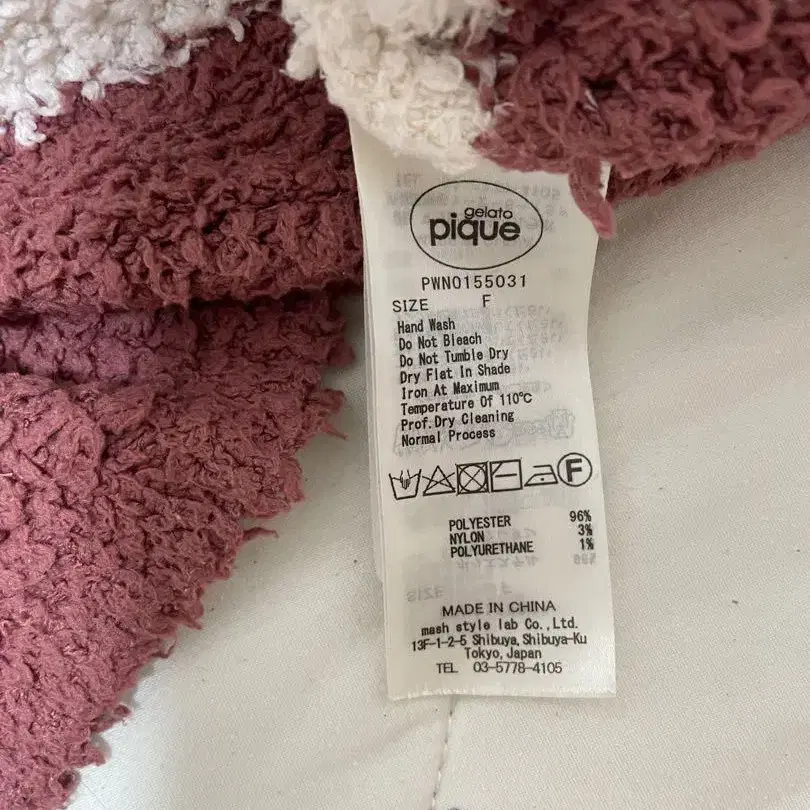 gelato
pique
PWN0155031
SIZE F
Hand Wash
Do Not Bleach
Do Not Tumble Dry
Dry Flat In Shade
Iron At Maximum
Temperature Of 110℃
Prof.Dry Cleaning
Normal Process
F
POLYESTER 96%
NYLON 3%
POLYURETHANE 1%
MADE IN CHINA
mash style lab Co.,Ltd.
13F-1-2-5 Shibuya,Shibuya-Ku
Tokyo,Japan
TEL 03-5778-4105